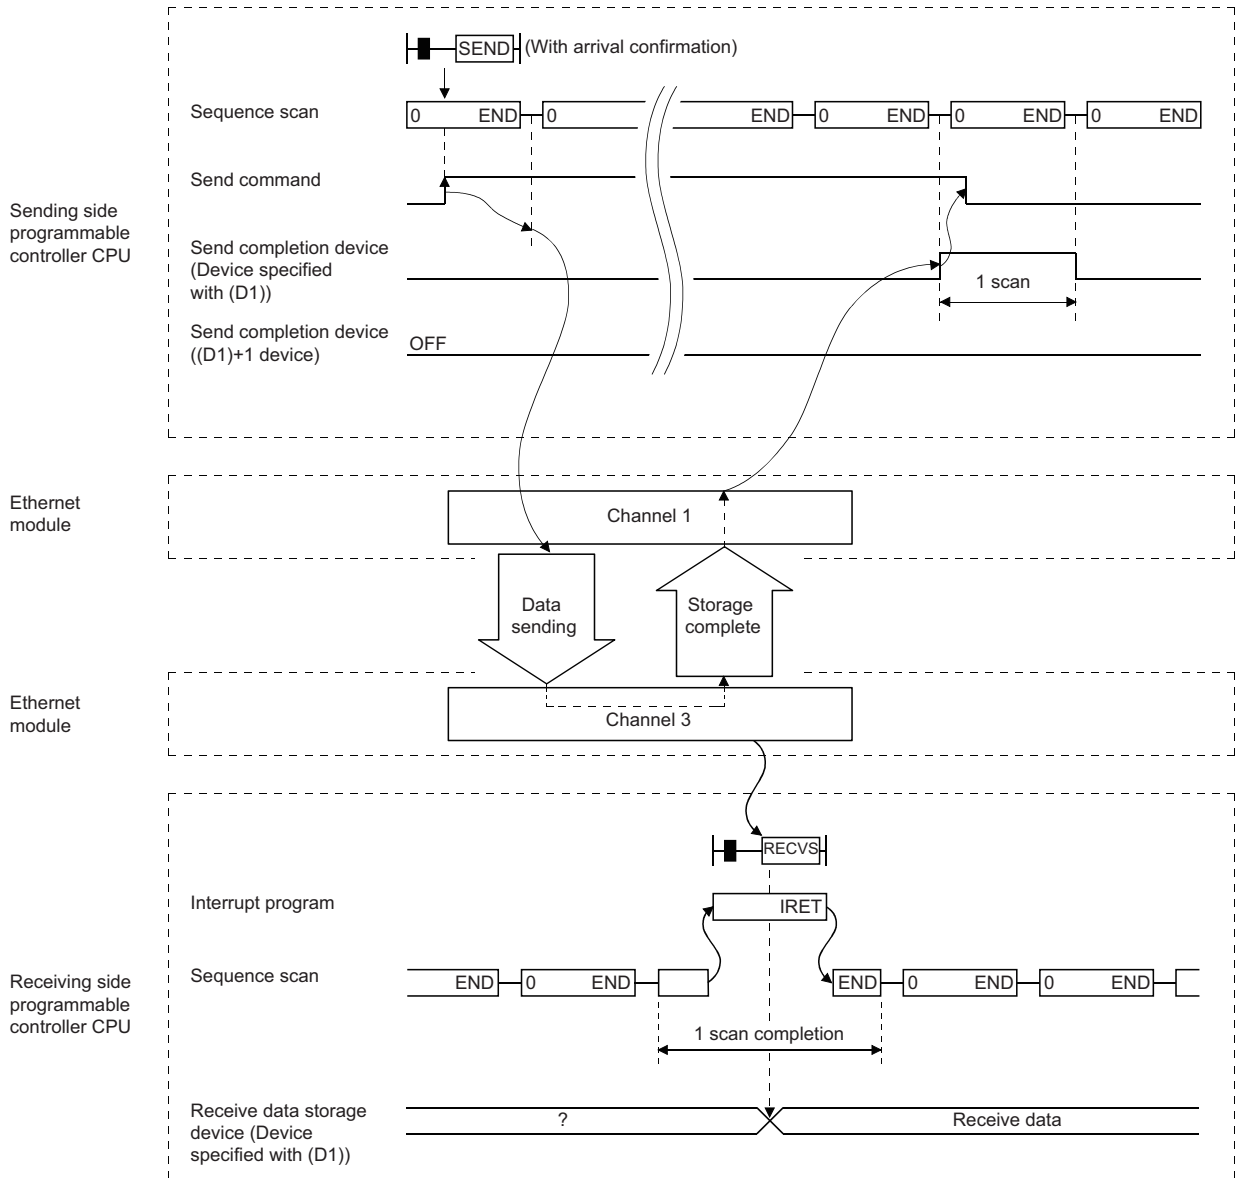 SEND (With arrival confirmation)
Sequence scan
0 END 0 END 0 END 0 END 0 END
Send command
Sending side
programmable
controller CPU
Send completion device
(Device specified
with (D1))
1 scan
Send completion device
((D1)+1 device)
OFF
Ethernet
module
Channel 1
Data
sending
Storage
complete
Ethernet
module
Channel 3
RECVS
Interrupt program
IRET
Receiving side
programmable
controller CPU
Sequence scan
END 0 END END 0 END 0 END
1 scan completion
Receive data storage
device (Device
specified with (D1))
?
Receive data